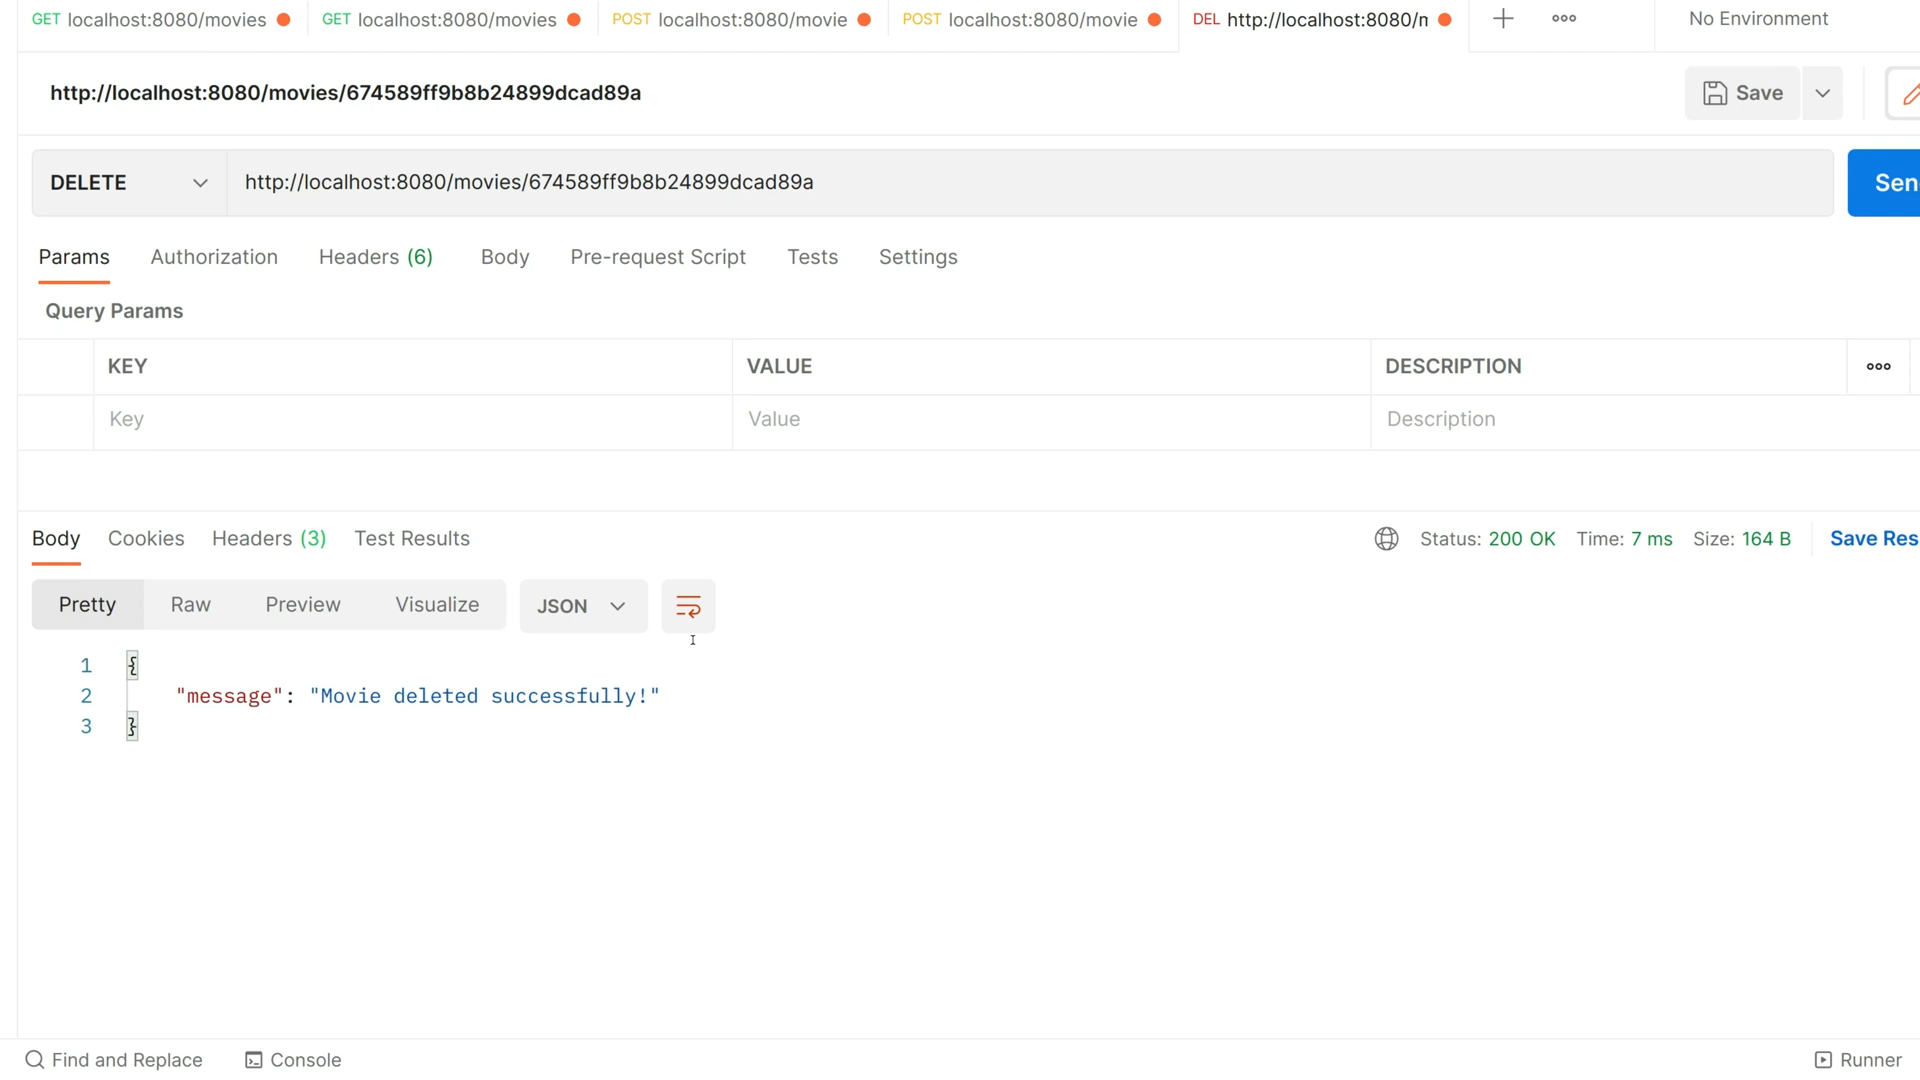 GET localhost:8080/movies GET localhost:8080/movies POST localhost:8080/movie POST localhost:8080/movie DEL http://localhost:8080/ No Environment
http://localhost:8080/movies/674589ff9b8b24899dcad89a Save
DELETE http://localhost:8080/movies/674589ff9b8b24899dcad89a Sen
Params Authorization Headers (6) Body Pre-request Script Tests Settings
Query Params
KEY VALUE DESCRIPTION
Key Value Description
Body Cookies Headers (3) Test Results Status: 200 OK Time: 7 ms Size: 164 B Save Res
Pretty Raw Preview Visualize JSON
1 {
2 "message": "Movie deleted successfully!"
3 }
Find and Replace Console Runner